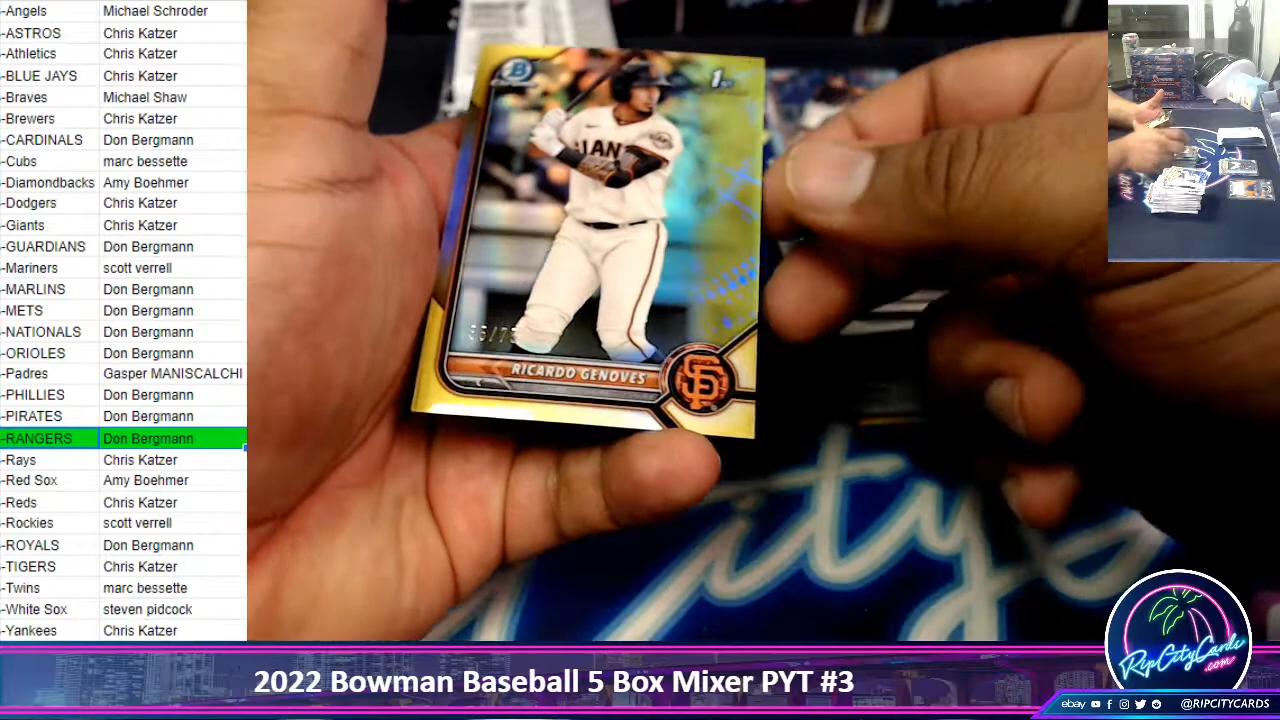 -Angels Michael Schroder
-ASTROS Chris Katzer
-Athletics Chris Katzer
-BLUE JAYS Chris Katzer
-Braves Michael Shaw
-Brewers Chris Katzer
-CARDINALS Don Bergmann
-Cubs marc bessette
-Diamondbacks Amy Boehmer
-Dodgers Chris Katzer
-Giants Chris Katzer
-GUARDIANS Don Bergmann
-Mariners scott verrell
-MARLINS Don Bergmann
-METS Don Bergmann
-NATIONALS Don Bergmann
-ORIOLES Don Bergmann
-Padres Gasper MANISCALCHI
-PHILLIES Don Bergmann
-PIRATES Don Bergmann
-RANGERS Don Bergmann
-Rays Chris Katzer
-Red Sox Amy Boehmer
-Reds Chris Katzer
-Rockies scott verrell
-ROYALS Don Bergmann
-TIGERS Chris Katzer
-Twins marc bessette
-White Sox steven pidcock
-Yankees Chris Katzer
B
1st
IAN
RICARDO GENOVES
SF
ity
RipCityCards
.com
2022 Bowman Baseball 5 Box Mixer PYT #3
ebay @RIPCITYCARDS